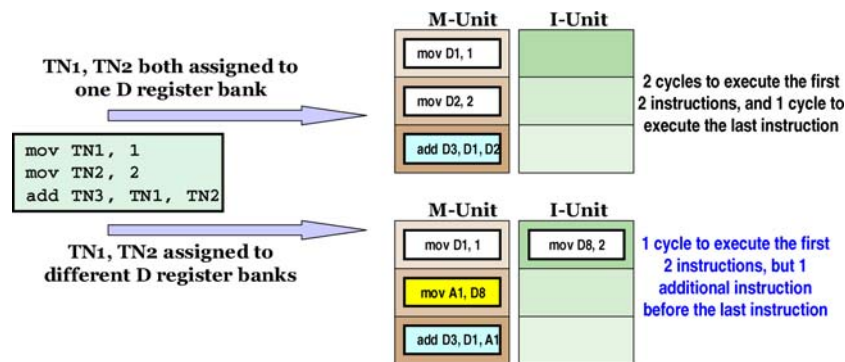 M-Unit
I-Unit
TN1, TN2 both assigned to
one D register bank
mov D1, 1
mov D2, 2
add D3, D1, D2
2 cycles to execute the first
2 instructions, and 1 cycle to
execute the last instruction
mov TN1, 1
mov TN2, 2
add TN3, TN1, TN2
M-Unit
I-Unit
TN1, TN2 assigned to
different D register banks
mov D1, 1
mov D8, 2
mov A1, D8
add D3, D1, A1
1 cycle to execute the first
2 instructions, but 1
additional instruction
before the last instruction